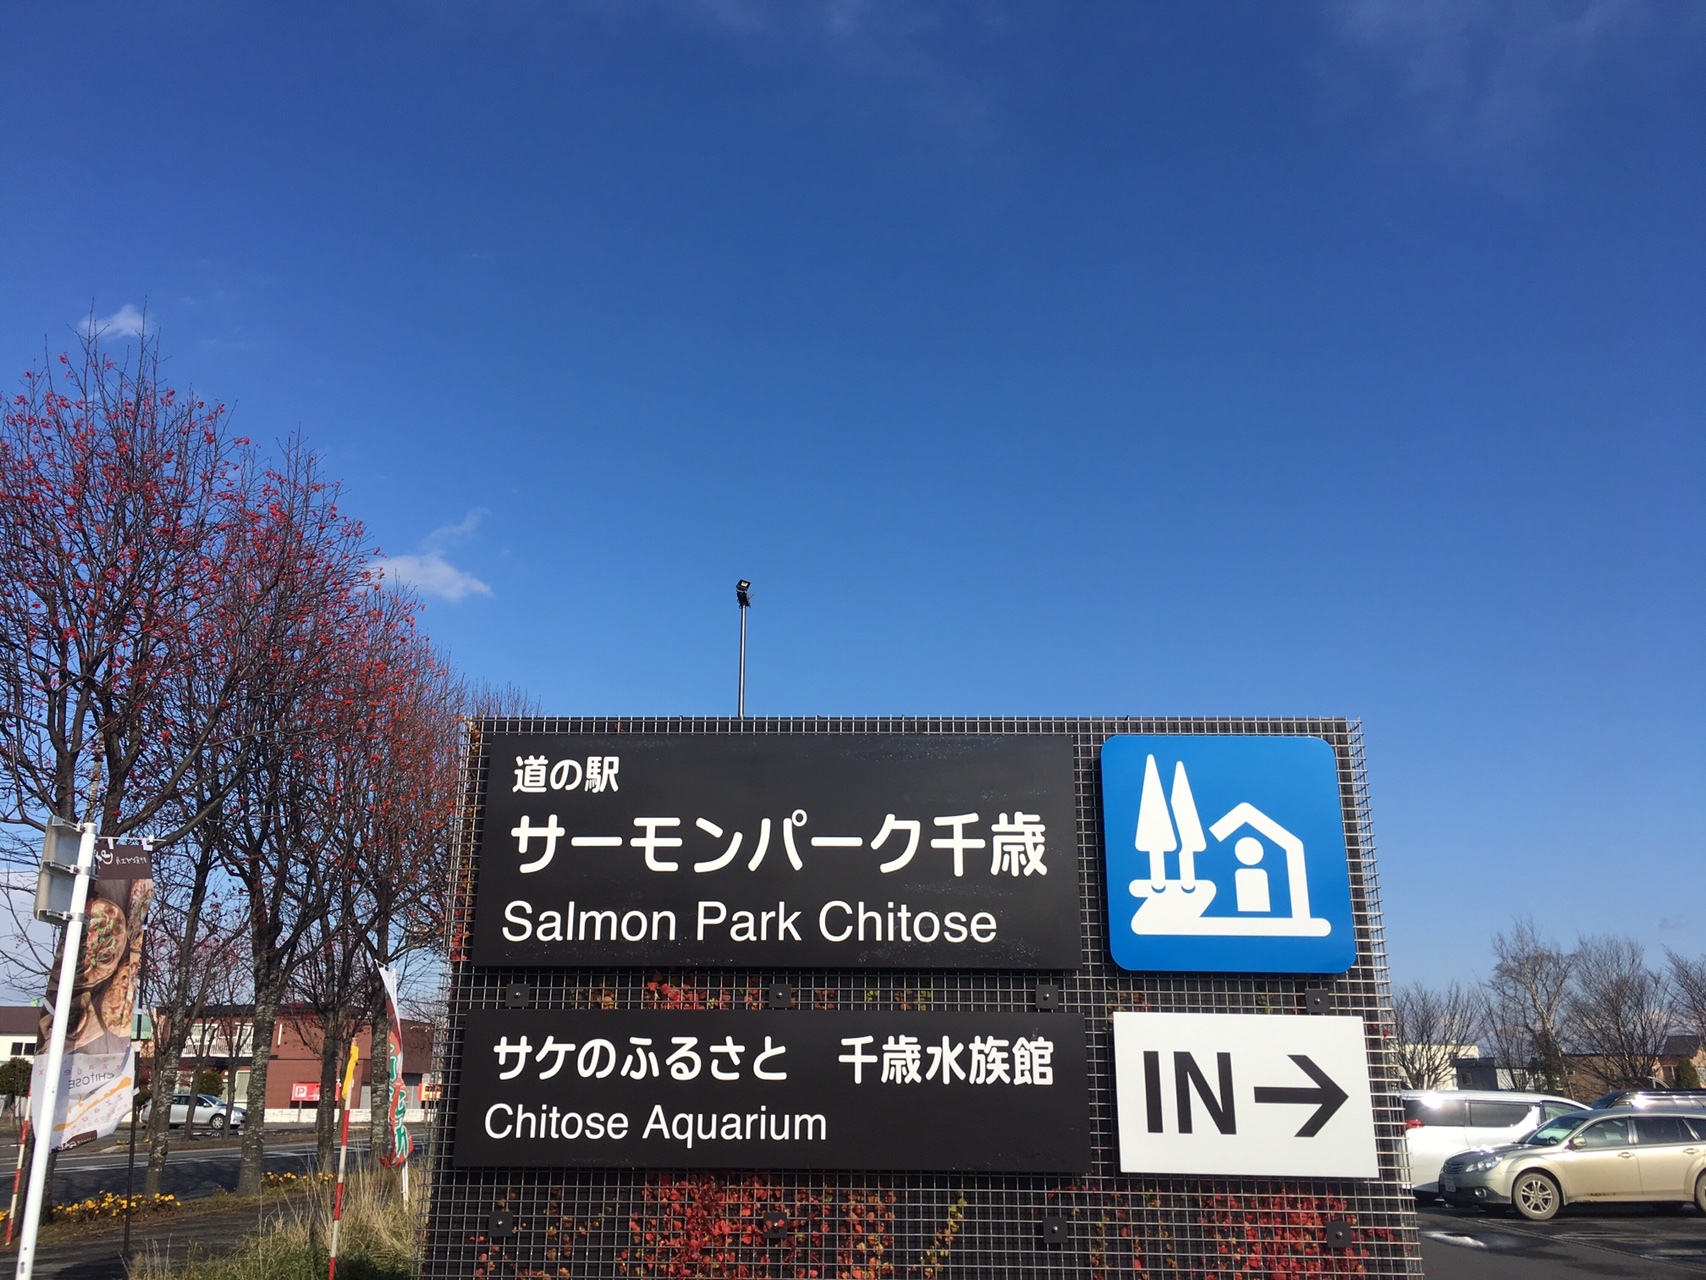 道の駅
サーモンパーク千歳
Salmon Park Chitose
サケのふるさと　千歳水族館
Chitose Aquarium
IN→
CHITOSE
P